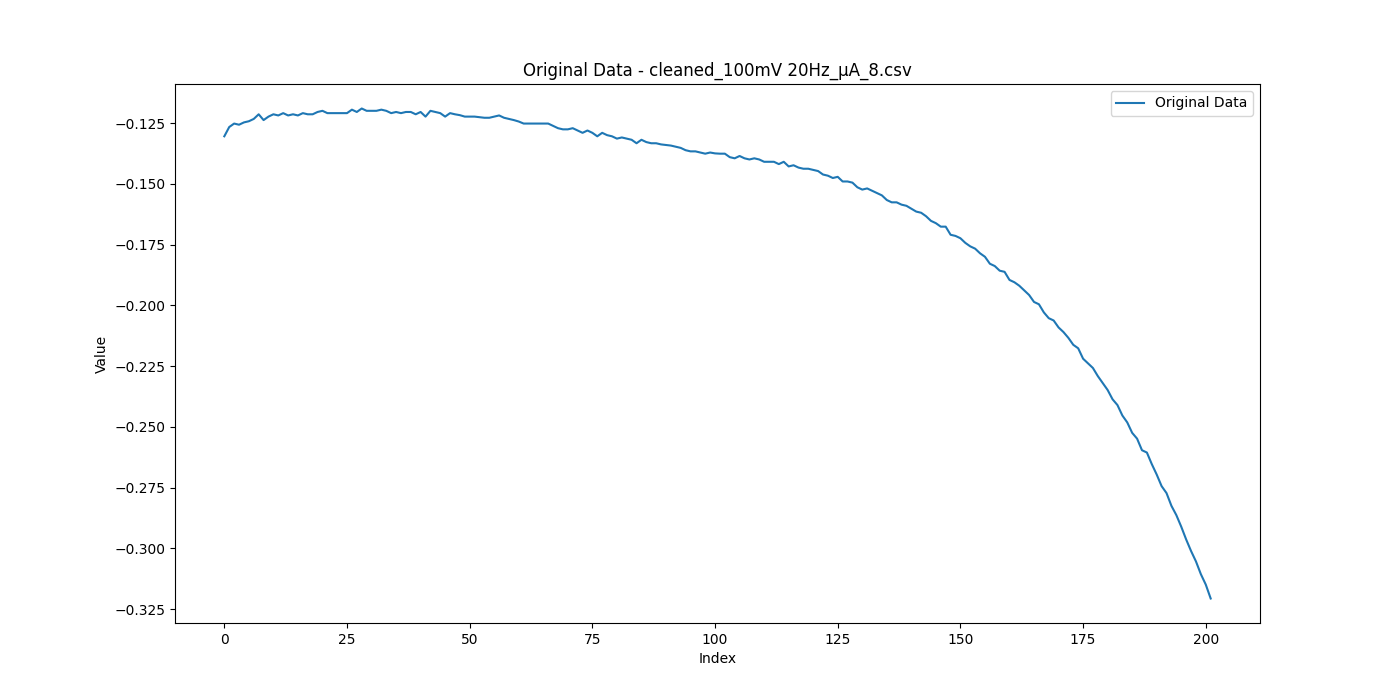 Original Data - cleaned_100mV 20Hz_μA_8.csv
Original Data
Value
−0.125
−0.150
−0.175
−0.200
−0.225
−0.250
−0.275
−0.300
−0.325
0 25 50 75 100 125 150 175 200
Index